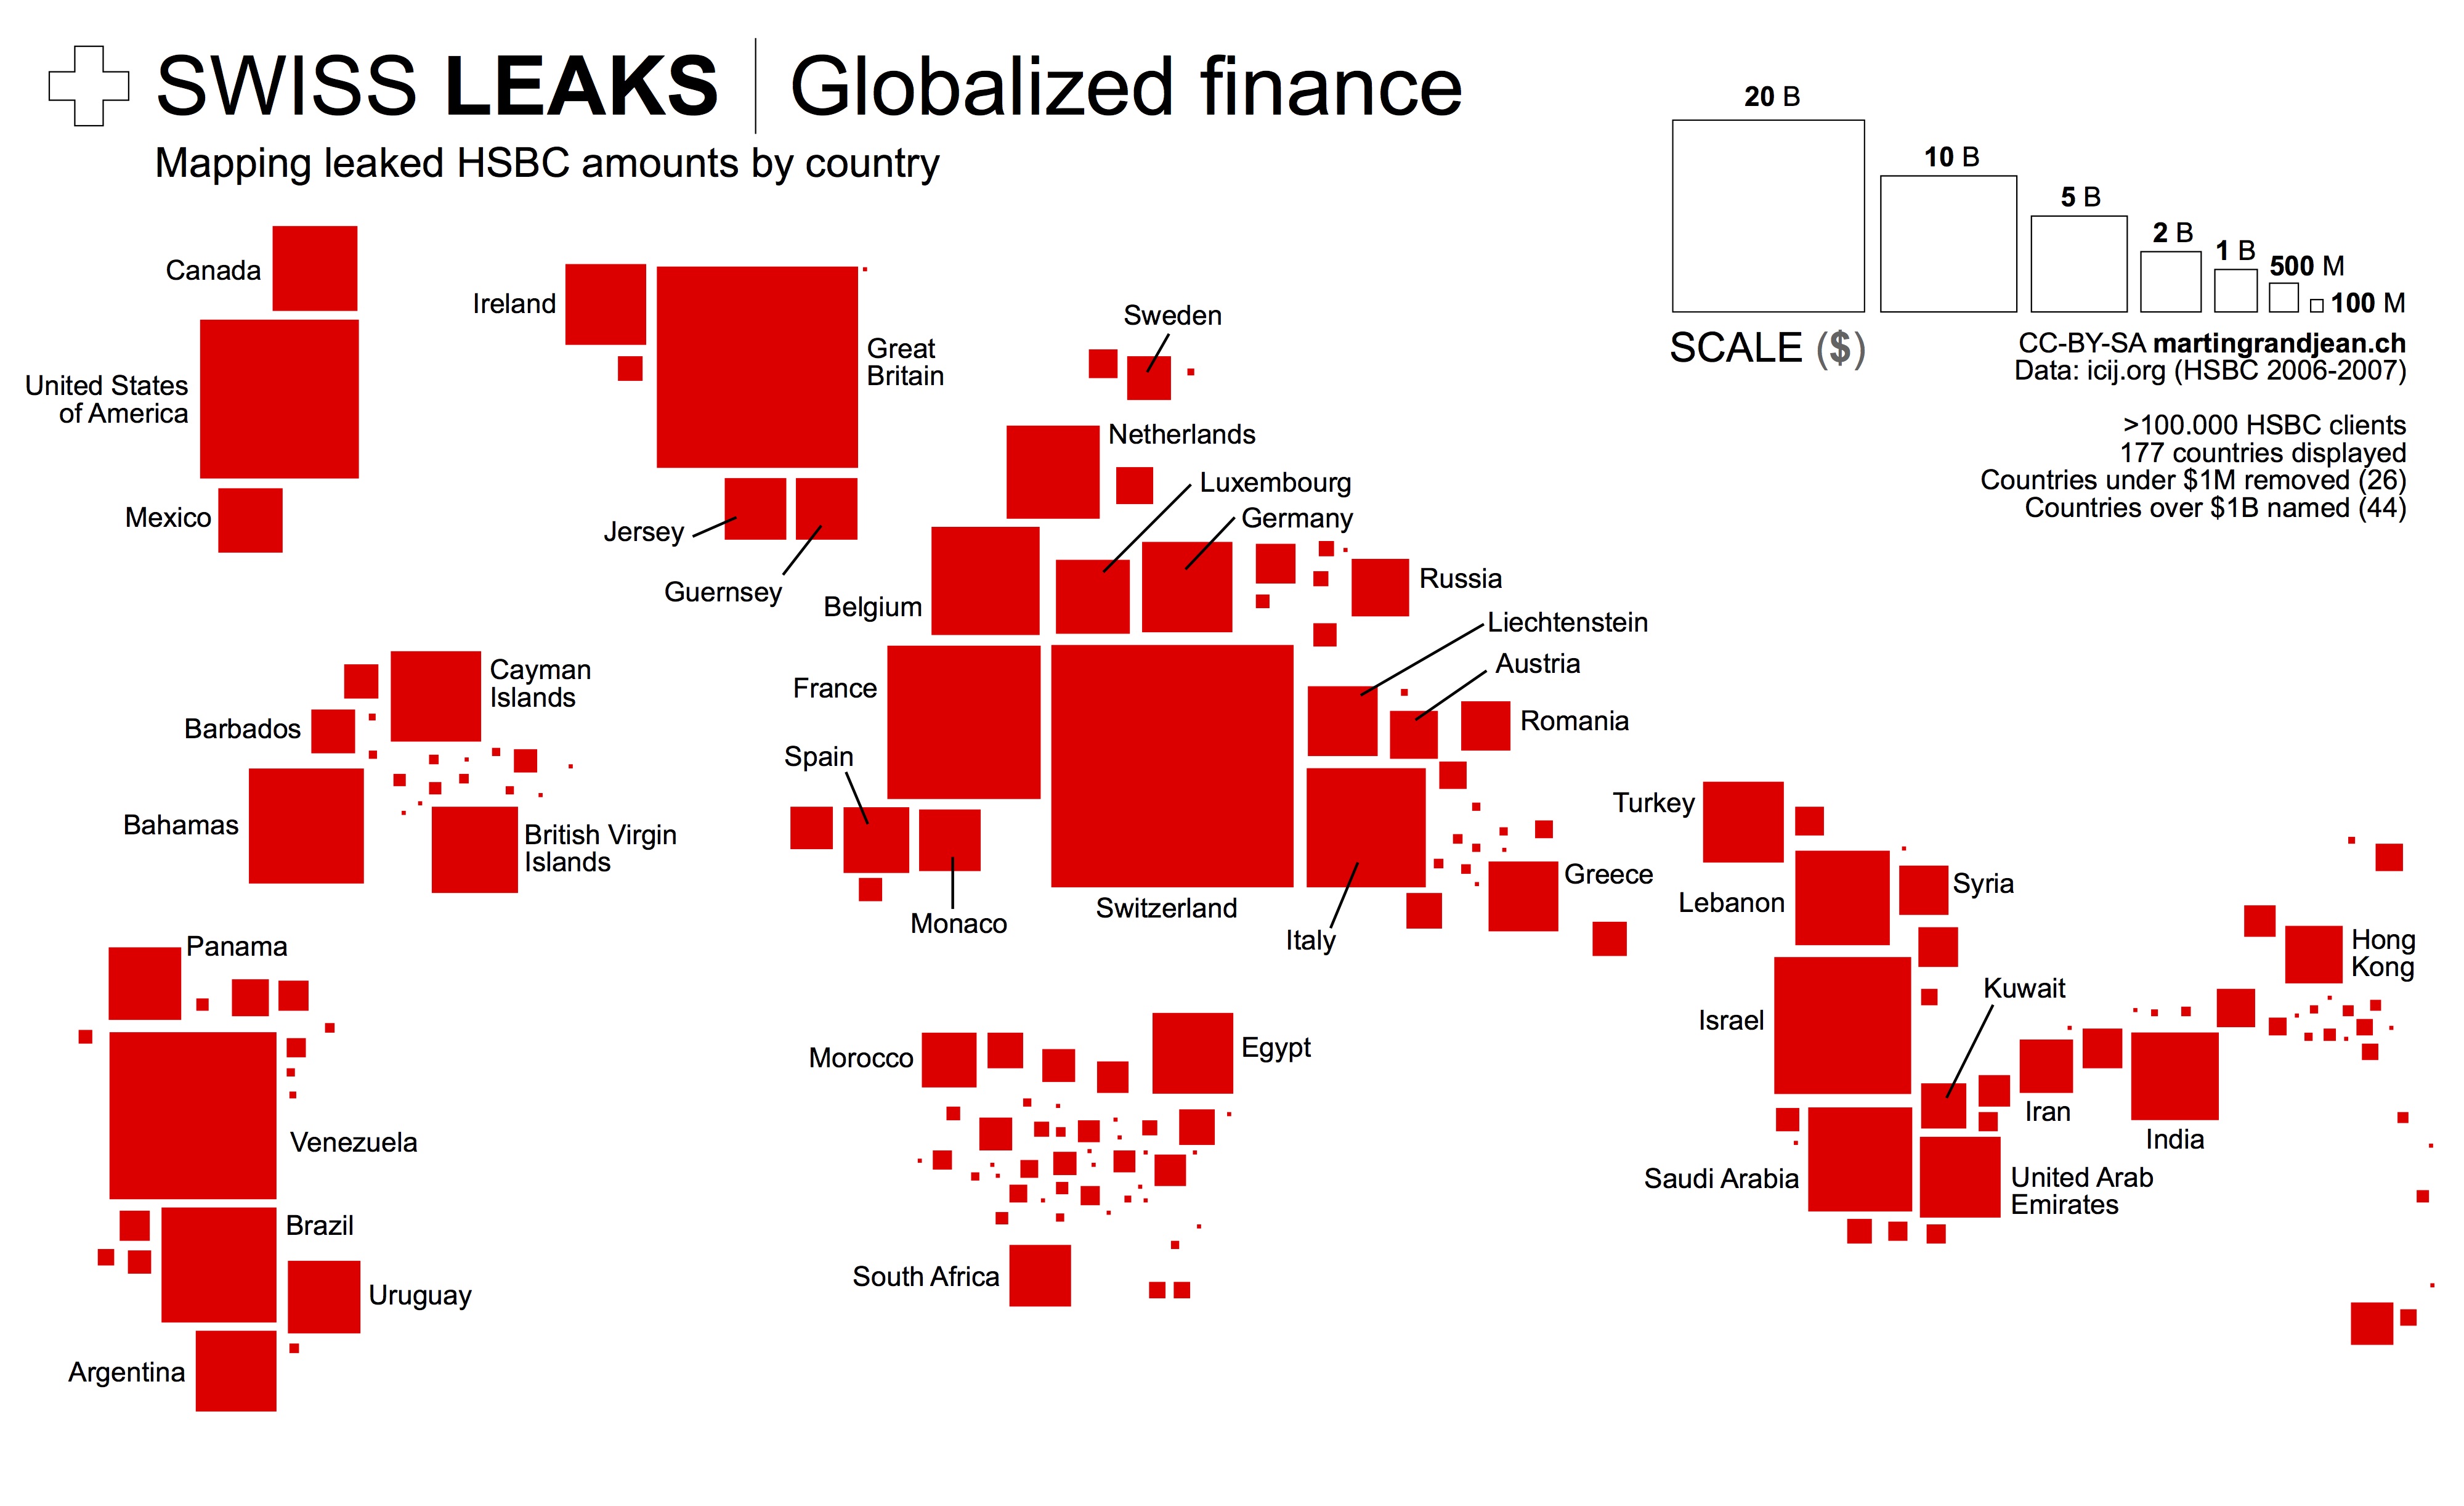 SWISS LEAKS | Globalized finance
Mapping leaked HSBC amounts by country
20 B
10 B
5 B
2 B
1 B
500 M
100 M
SCALE ($)
CC-BY-SA martingrandjean.ch
Data: icij.org (HSBC 2006-2007)
>100.000 HSBC clients
177 countries displayed
Countries under $1M removed (26)
Countries over $1B named (44)
Canada
United States
of America
Mexico
Ireland
Great
Britain
Jersey
Guernsey
Sweden
Netherlands
Luxembourg
Germany
Belgium
Russia
Liechtenstein
Austria
France
Romania
Spain
Monaco
Switzerland
Italy
Greece
Cayman
Islands
Barbados
Bahamas
British Virgin
Islands
Panama
Venezuela
Brazil
Uruguay
Argentina
Morocco
Egypt
South Africa
Turkey
Lebanon
Syria
Israel
Kuwait
Iran
India
Saudi Arabia
United Arab
Emirates
Hong
Kong